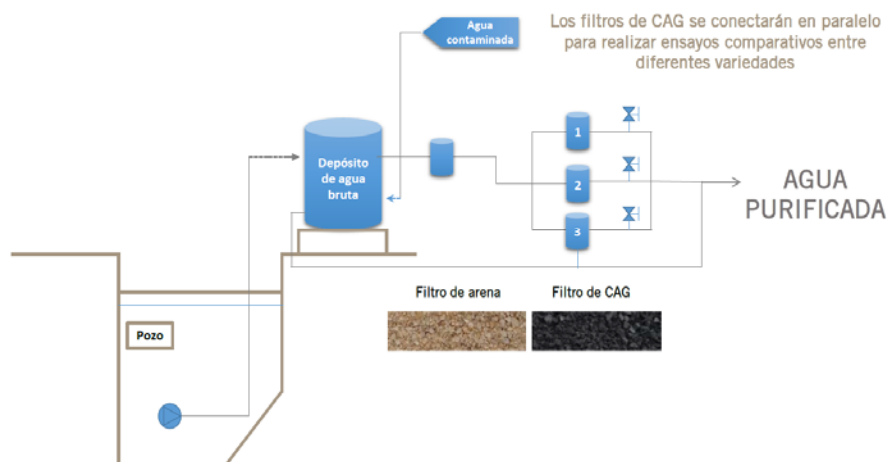 Agua
contaminada
Los filtros de CAG se conectarán en paralelo
para realizar ensayos comparativos entre
diferentes variedades
Depósito
de agua
bruta
1
2
3
AGUA
PURIFICADA
Filtro de arena
Filtro de CAG
Pozo